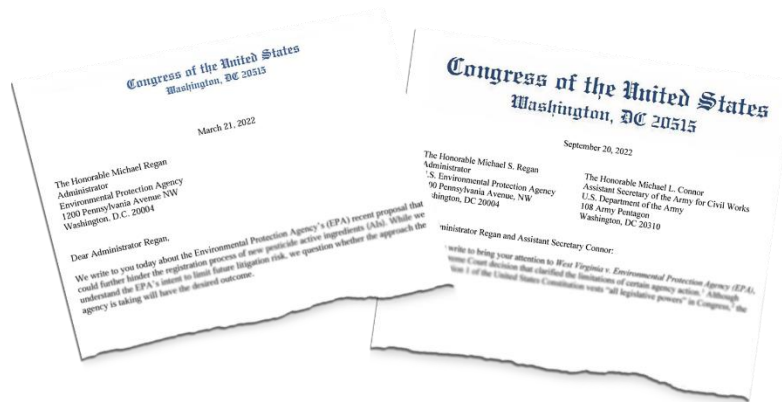 Congress of the United States
Washington, DC 20515
March 21, 2022
The Honorable Michael Regan
Administrator
Environmental Protection Agency
1200 Pennsylvania Avenue NW
Washington. D.C. 20004
Dear Administrator Regan,
We write to you today about the Environmental Protection Agency's (EPA) recent proposal that
could further hinder the registration process of new pesticide active ingredients (AIs). While we
understand the EPA's intent to limit future litigation risk, we question whether the approach the
agency is taking will have the desired outcome.
Congress of the United States
Washington, DC 20515
September 20, 2022
The Honorable Michael S. Regan
Administrator
U.S. Environmental Protection Agency
00 Pennsylvania Avenue, NW
shington, DC 20004
The Honorable Michael L. Connor
Assistant Secretary of the Army for Civil Works
U.S. Department of the Army
108 Army Pentagon
Washington, DC 20310
ministrator Regan and Assistant Secretary Connor:
write to bring your attention to West Virginia v. Environmental Protection Agency (EPA),
eme Court decision that clarified the limitations of certain agency action.¹ Although
tion 1 of the United States Constitution vests "all legislative powers" in Congress,² the